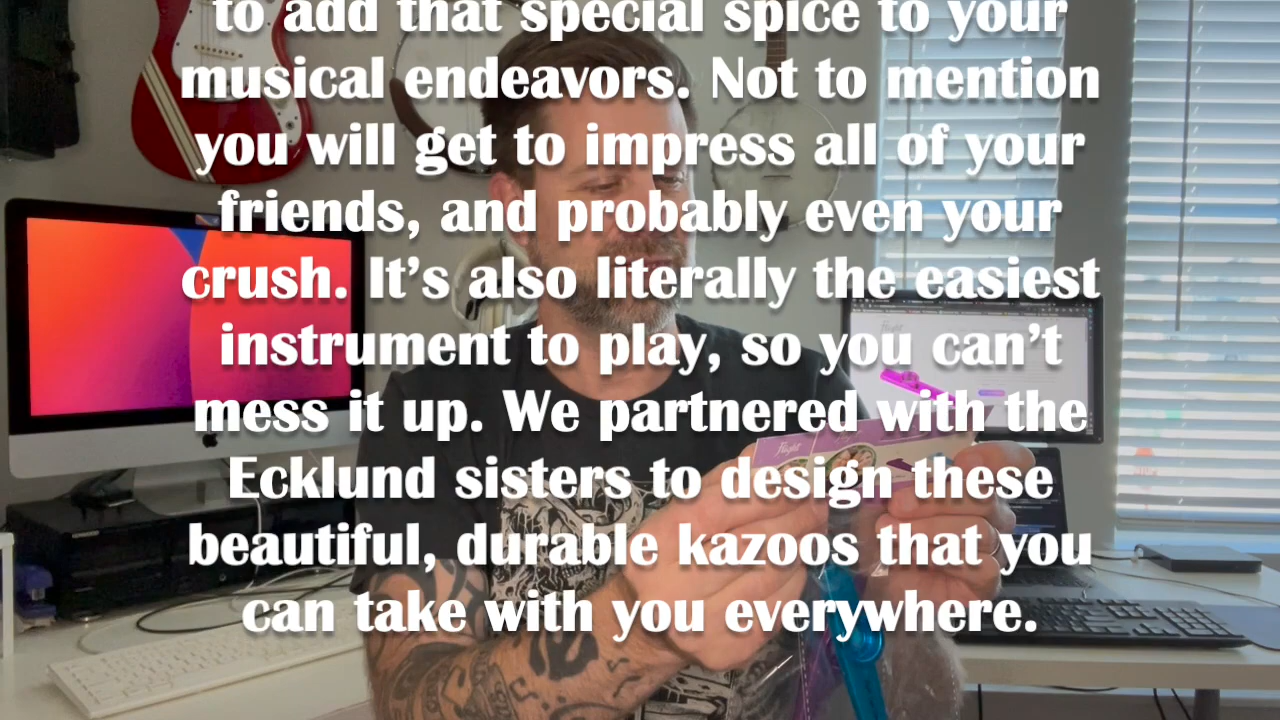 to add that special spice to your
musical endeavors. Not to mention
you will get to impress all of your
friends, and probably even your
crush. It’s also literally the easiest
instrument to play, so you can’t
mess it up. We partnered with the
Ecklund sisters to design these
beautiful, durable kazoos that you
can take with you everywhere.
Flight